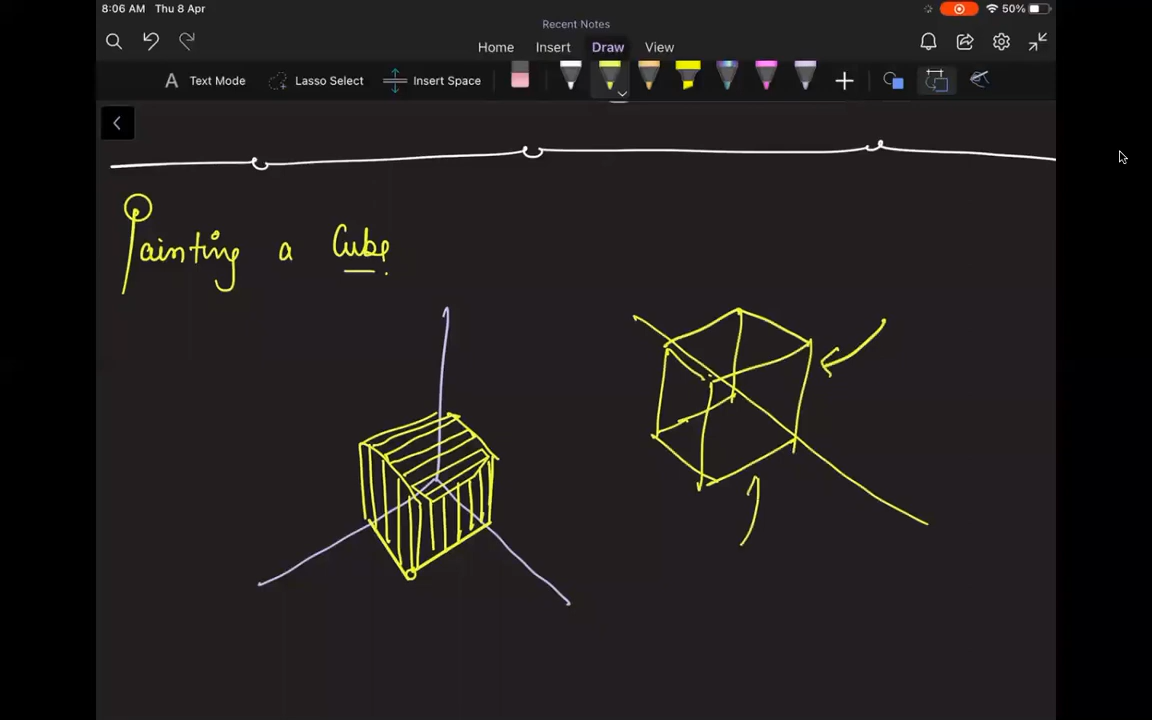 8:06 AM Thu 8 Apr 50%
Recent Notes
Home Insert Draw View
Text Mode Lasso Select Insert Space
Painting a Cube.